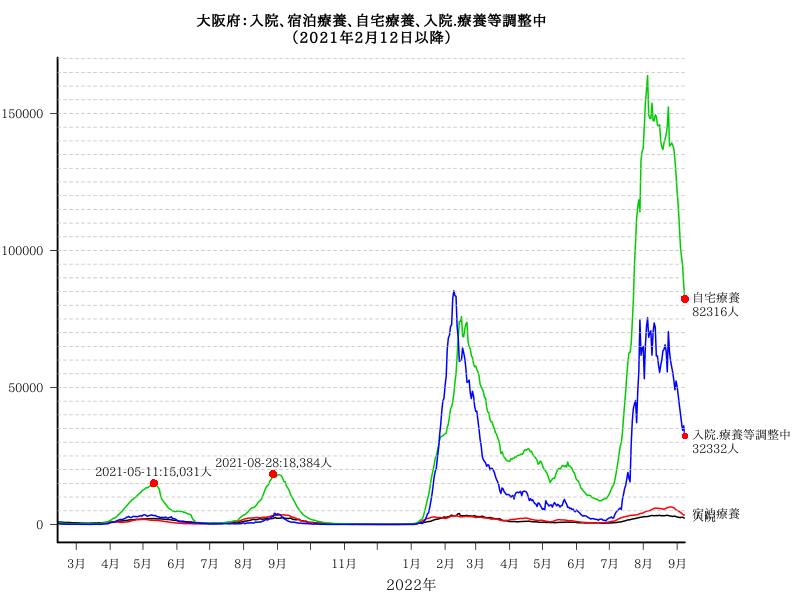 大阪府：入院、宿泊療養、自宅療養、入院.療養等調整中
（2021年2月12日以降）
150000
100000
50000
0
2021-05-11:15,031人
2021-08-28:18,384人
自宅療養
82316人
入院.療養等調整中
32332人
宿泊療養
入院
3月 4月 5月 6月 7月 8月 9月 11月 1月 2月 3月 4月 5月 6月 7月 8月 9月
2022年